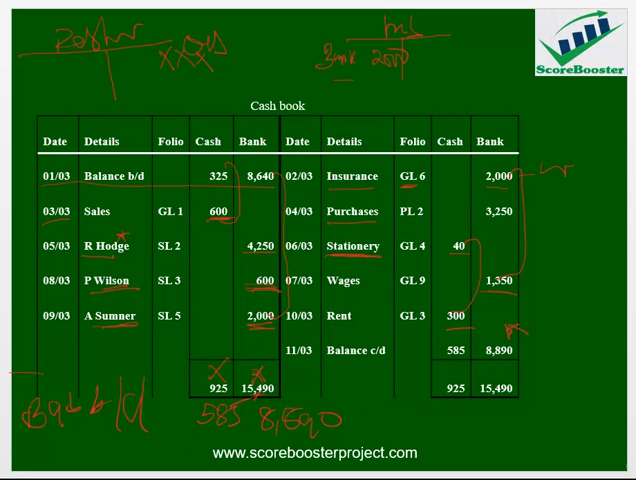 ScoreBooster
Bank 2000
Cash book
Date Details Folio Cash Bank Date Details Folio Cash Bank
01/03 Balance b/d 325 8,640 02/03 Insurance GL 6 2,000
03/03 Sales GL 1 600 04/03 Purchases PL 2 3,250
05/03 R Hodge SL 2 4,250 06/03 Stationery GL 4 40
08/03 P Wilson SL 3 600 07/03 Wages GL 9 1,350
09/03 A Sumner SL 5 2,000 10/03 Rent GL 3 300
11/03 Balance c/d 585 8,890
925 15,490 925 15,490
585 8,890
www.scoreboosterproject.com